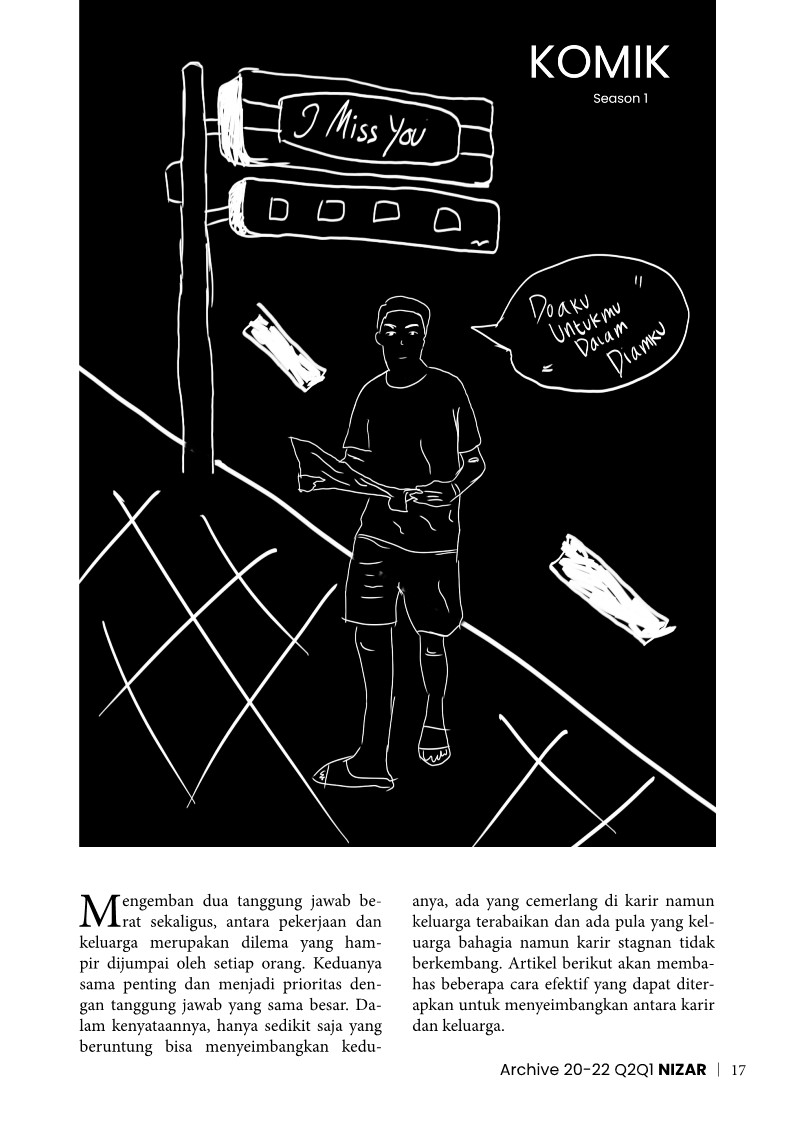 KOMIK
Season 1
I Miss You
"
Doaku
Untukmu
Dalam
Diamku
=
Mengemban dua tanggung jawab be-
rat sekaligus, antara pekerjaan dan
keluarga merupakan dilema yang ham-
pir dijumpai oleh setiap orang. Keduanya
sama penting dan menjadi prioritas den-
gan tanggung jawab yang sama besar. Da-
lam kenyataannya, hanya sedikit saja yang
beruntung bisa menyeimbangkan kedu-
anya, ada yang cemerlang di karir namun
keluarga terabaikan dan ada pula yang kel-
uarga bahagia namun karir stagnan tidak
berkembang. Artikel berikut akan memba-
has beberapa cara efektif yang dapat diter-
apkan untuk menyeimbangkan antara karir
dan keluarga.
Archive 20-22 Q2Q1 NIZAR | 17